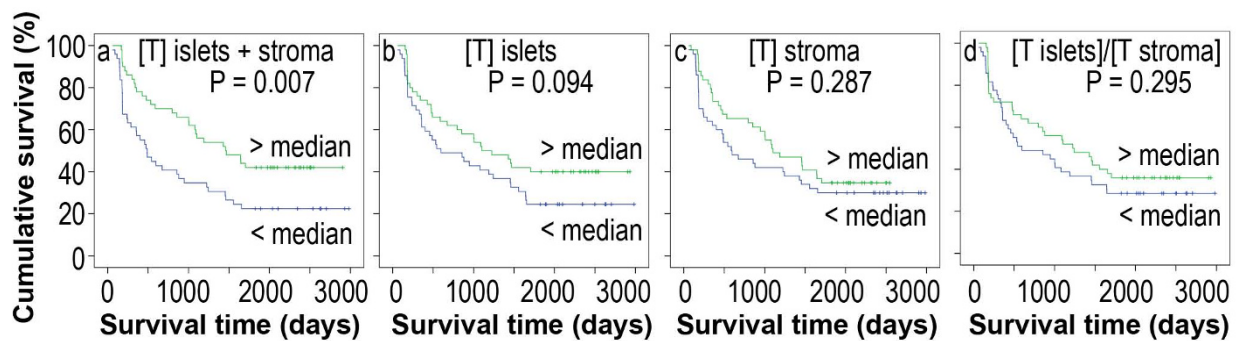 Cumulative survival (%)
100
80
60
40
20
0
a [T] islets + stroma
P = 0.007
> median
< median
0 1000 2000 3000
Survival time (days)
b [T] islets
P = 0.094
> median
< median
0 1000 2000 3000
Survival time (days)
c [T] stroma
P = 0.287
> median
< median
0 1000 2000 3000
Survival time (days)
d [T islets]/[T stroma]
P = 0.295
> median
< median
0 1000 2000 3000
Survival time (days)